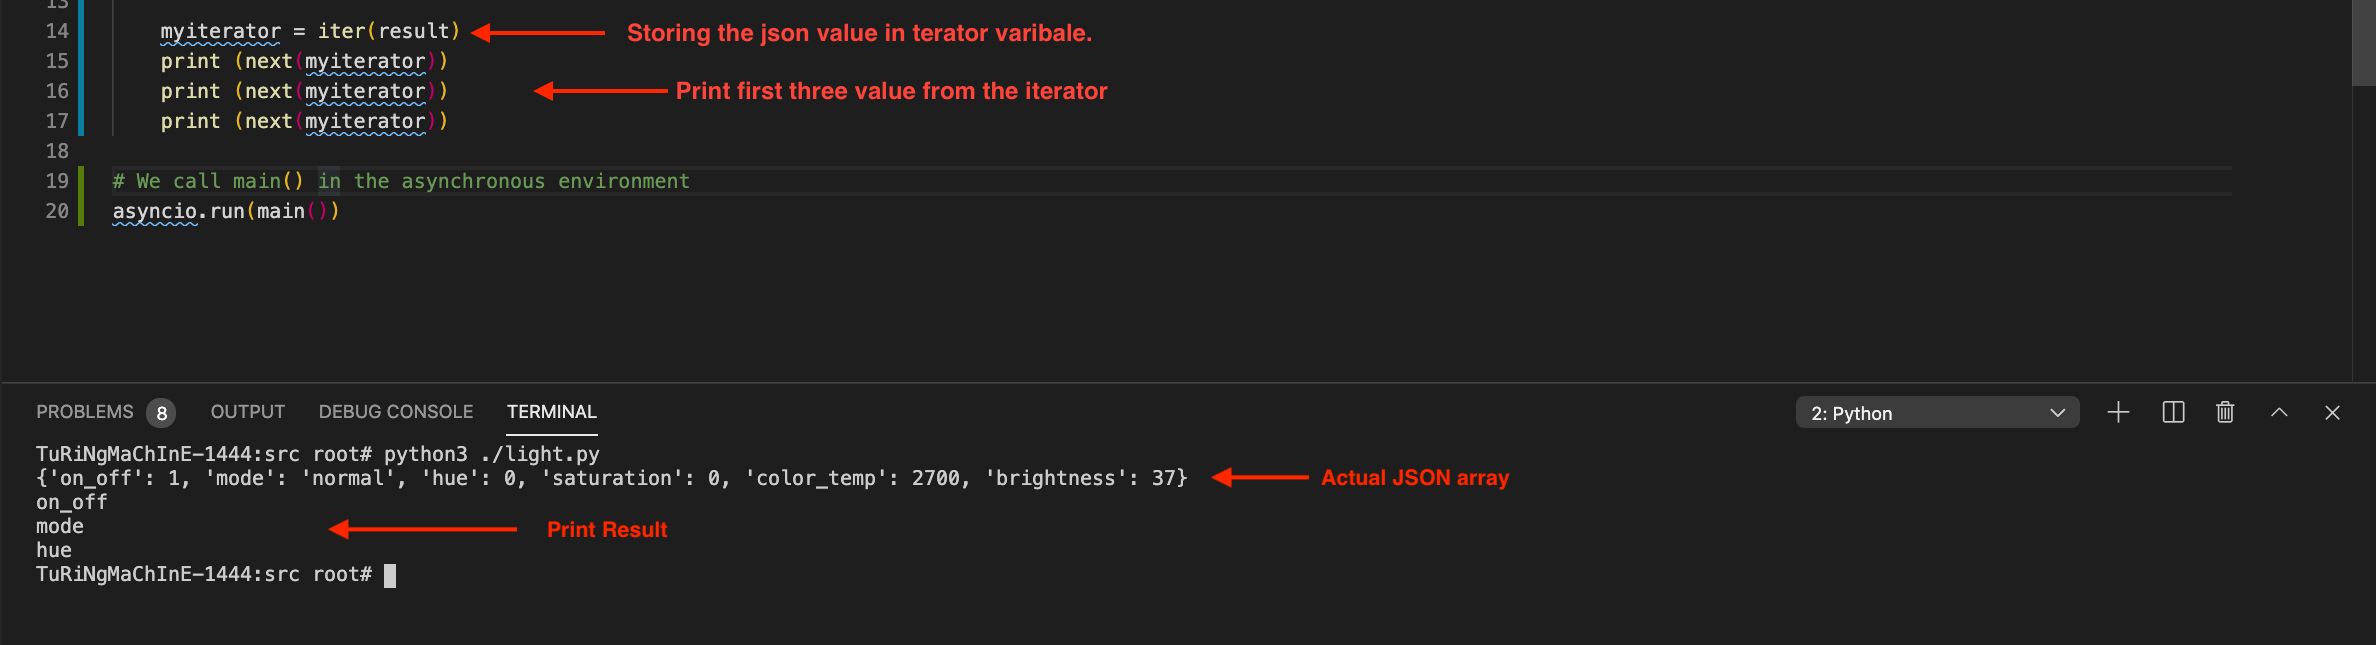 13
14 myiterator = iter(result) Storing the json value in terator varibale.
15 print (next(myiterator))
16 print (next(myiterator)) Print first three value from the iterator
17 print (next(myiterator))
18
19 # We call main() in the asynchronous environment
20 asyncio.run(main())
PROBLEMS 8 OUTPUT DEBUG CONSOLE TERMINAL 2: Python
TuRiNgMaChInE-1444:src root# python3 ./light.py
{'on_off': 1, 'mode': 'normal', 'hue': 0, 'saturation': 0, 'color_temp': 2700, 'brightness': 37} Actual JSON array
on_off
mode Print Result
hue
TuRiNgMaChInE-1444:src root#